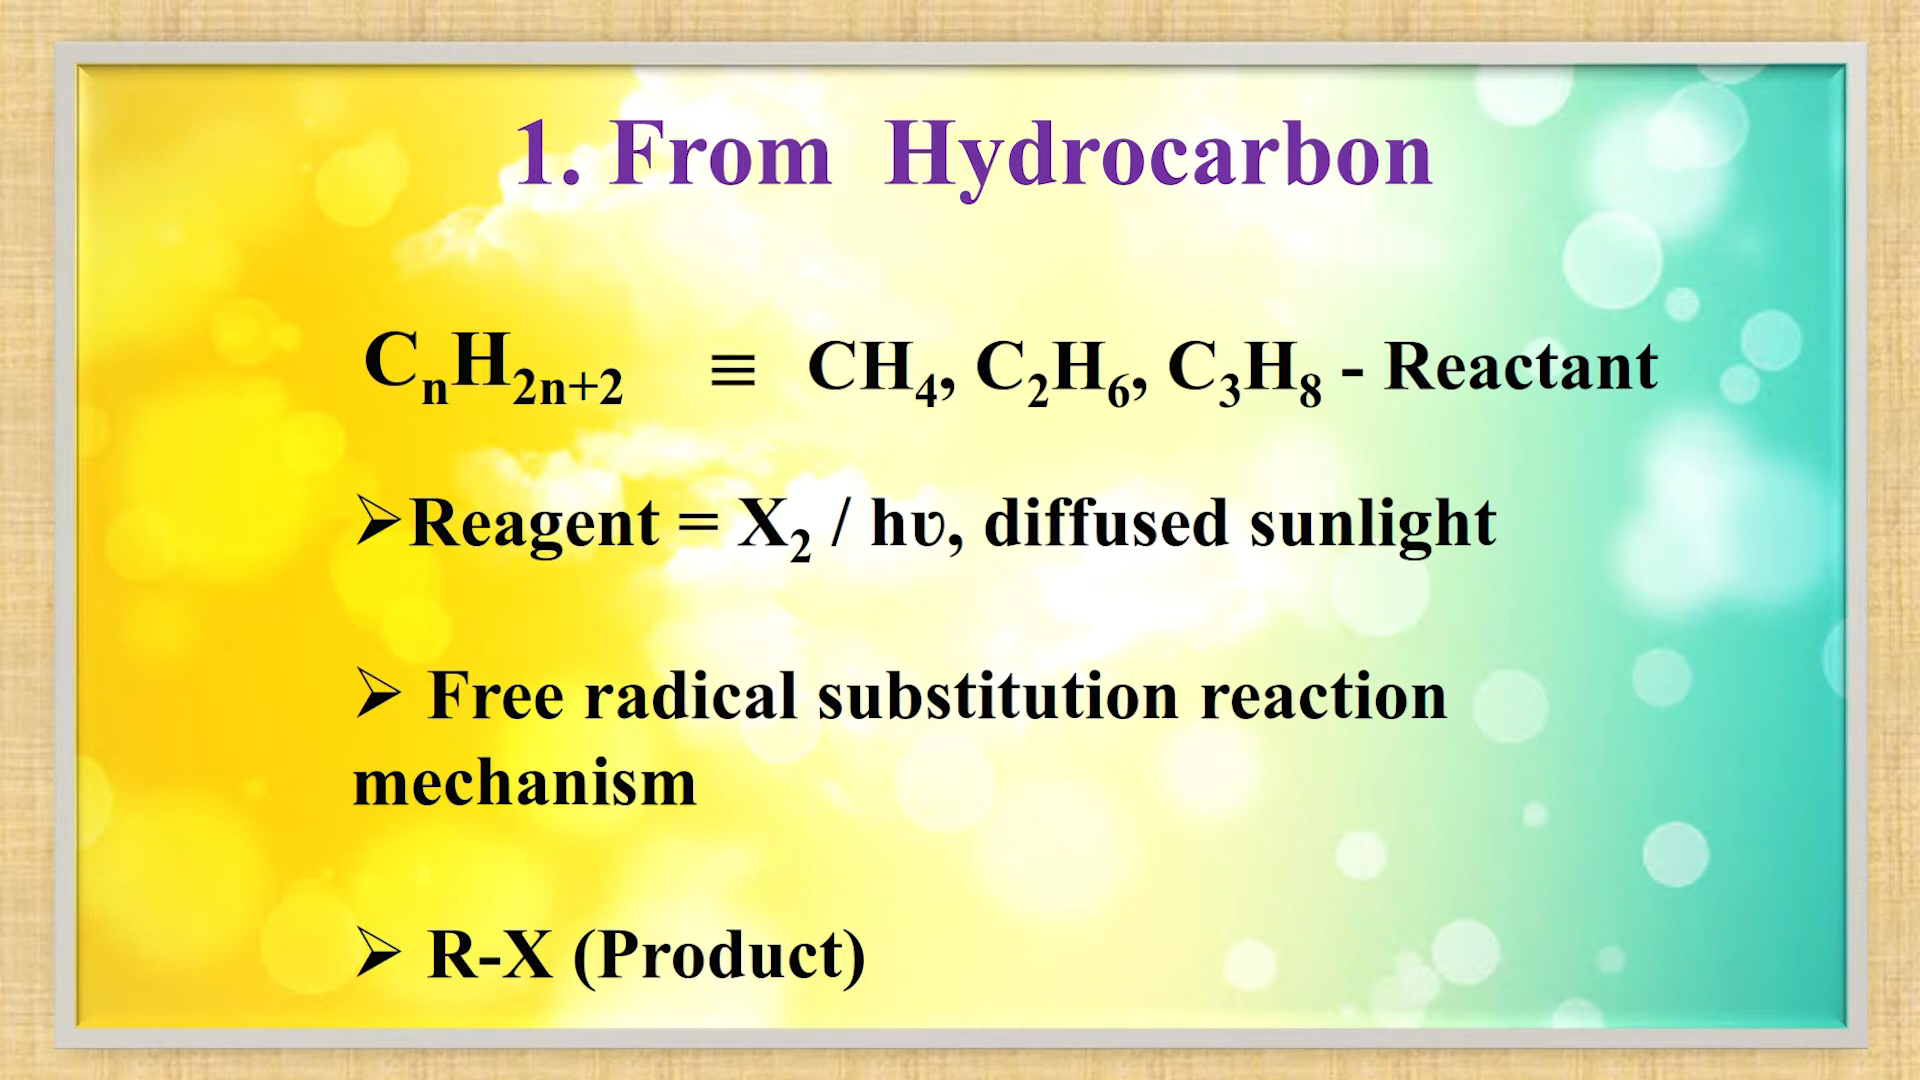 1. From Hydrocarbon
CₙH₂ₙ₊₂ ≡ CH₄, C₂H₆, C₃H₈ - Reactant
➢Reagent = X₂ / hʋ, diffused sunlight
➢ Free radical substitution reaction
mechanism
➢ R-X (Product)